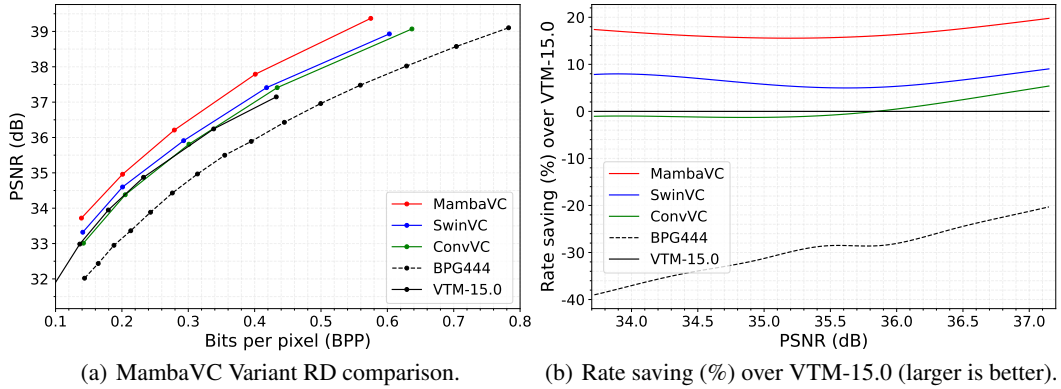 39
38
37
36
35
34
33
32
PSNR (dB)
MambaVC
SwinVC
ConvVC
BPG444
VTM-15.0
0.1 0.2 0.3 0.4 0.5 0.6 0.7 0.8
Bits per pixel (BPP)
(a) MambaVC Variant RD comparison.
20
10
0
-10
-20
-30
-40
Rate saving (%) over VTM-15.0
MambaVC
SwinVC
ConvVC
BPG444
VTM-15.0
34.0 34.5 35.0 35.5 36.0 36.5 37.0
PSNR (dB)
(b) Rate saving (%) over VTM-15.0 (larger is better)